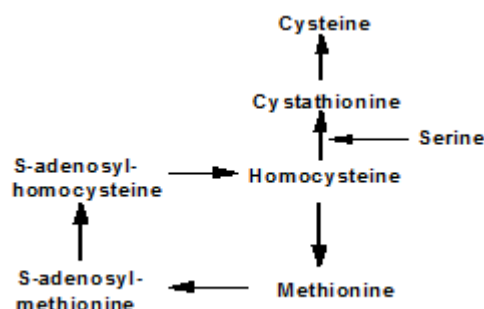 Cysteine
Cystathionine
Serine
S-adenosyl-
homocysteine
Homocysteine
S-adenosyl-
methionine
Methionine